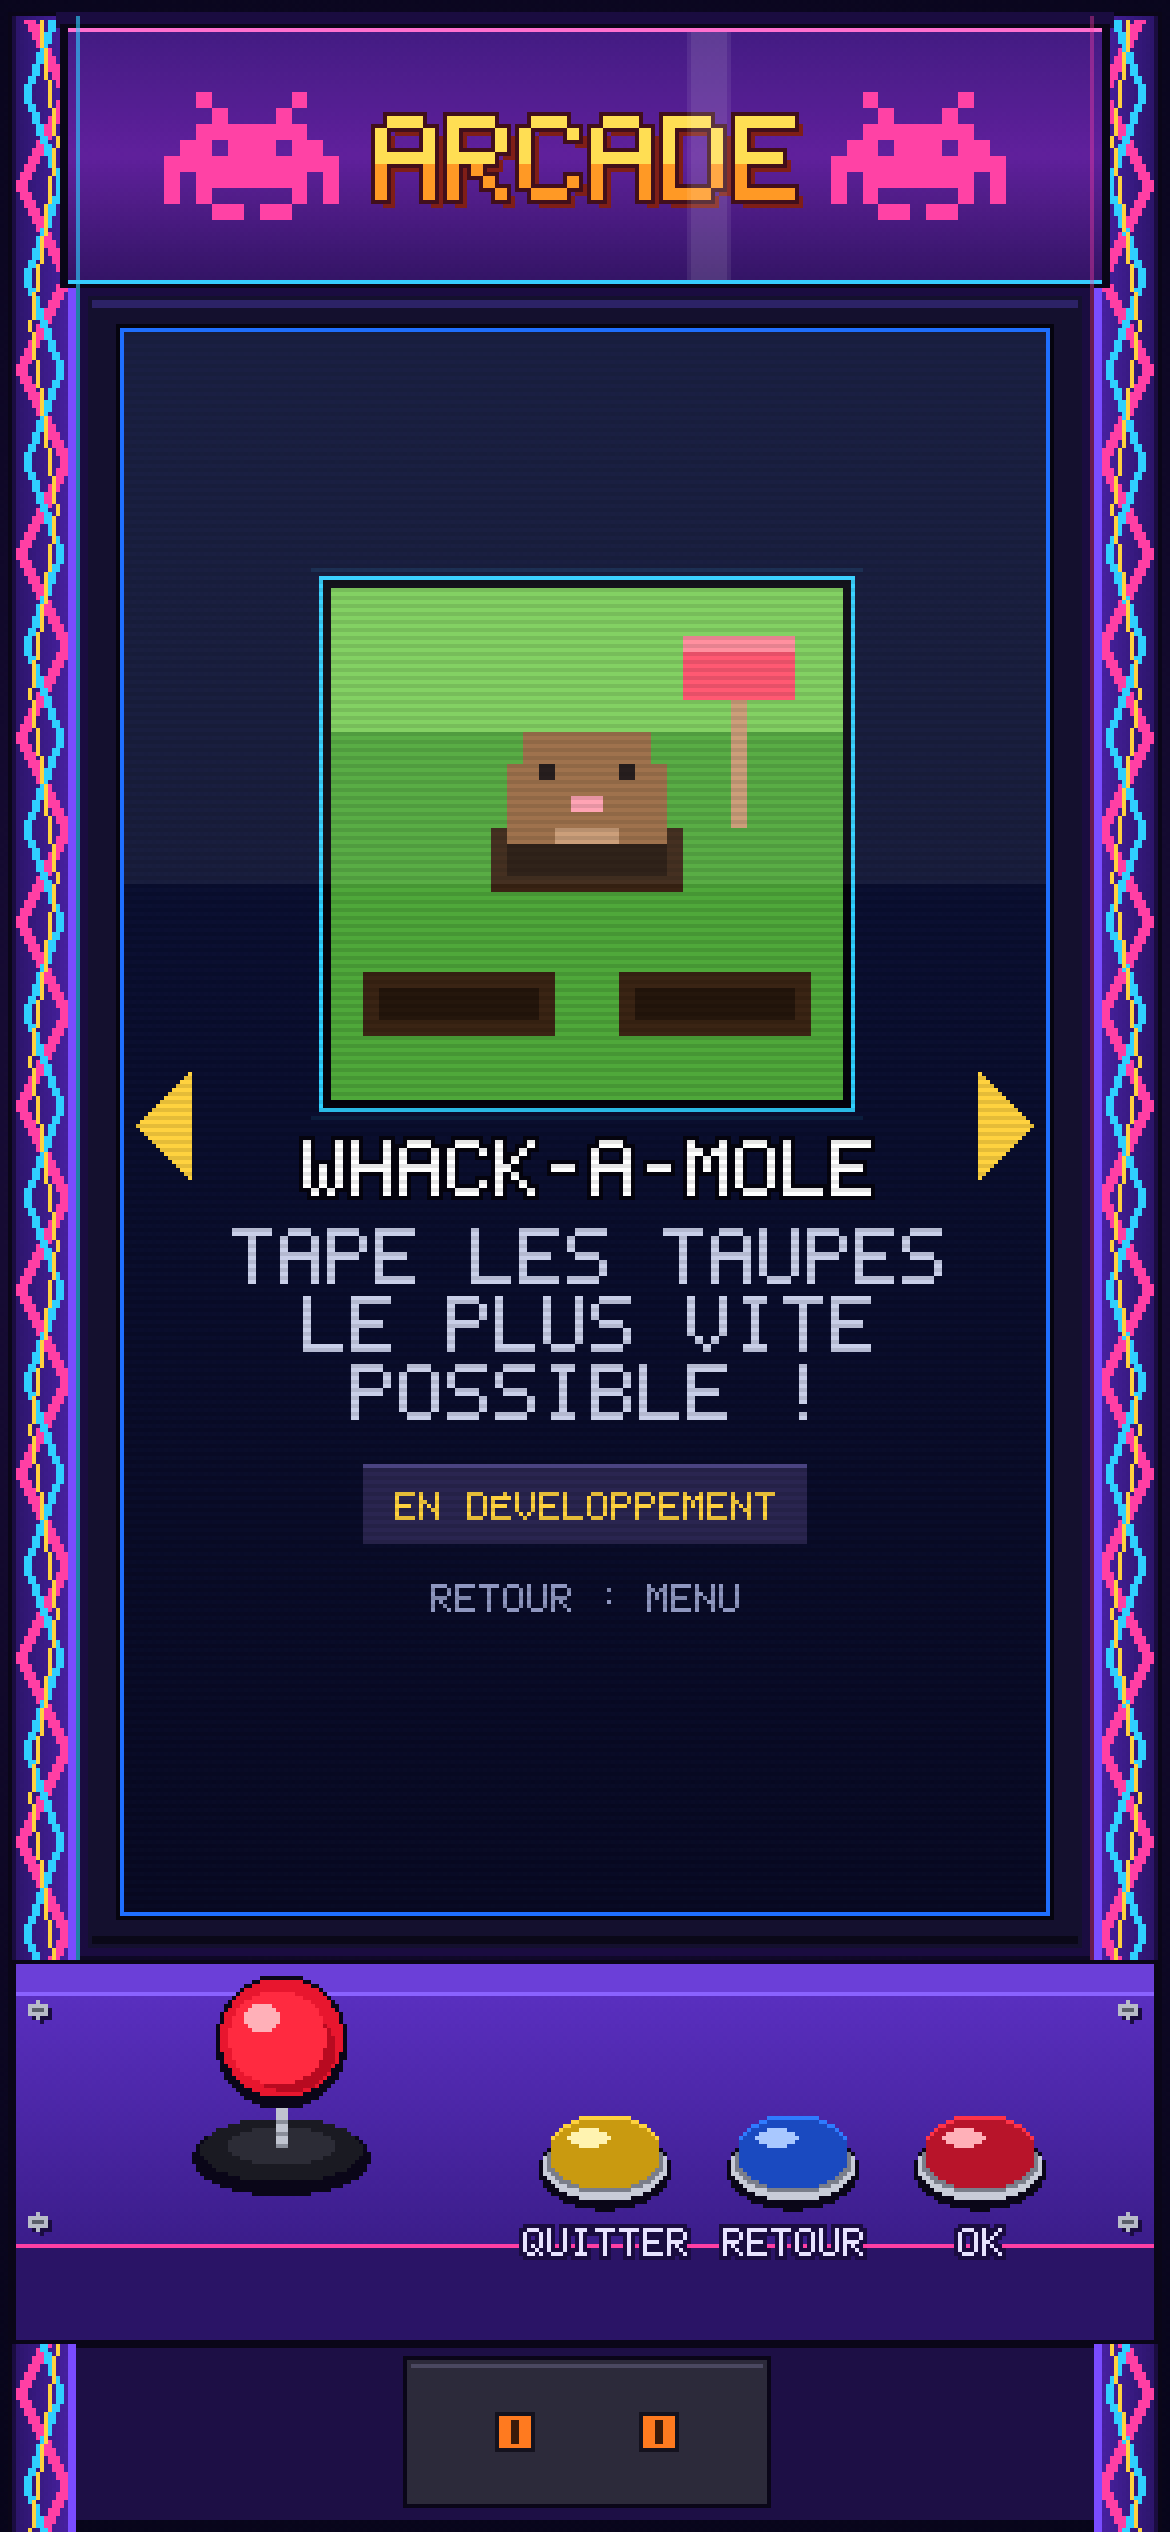 ARCADE
WHACK-A-MOLE
TAPE LES TAUPES
LE PLUS VITE
POSSIBLE !
EN DÉVELOPPEMENT
RETOUR : MENU
QUITTER RETOUR OK